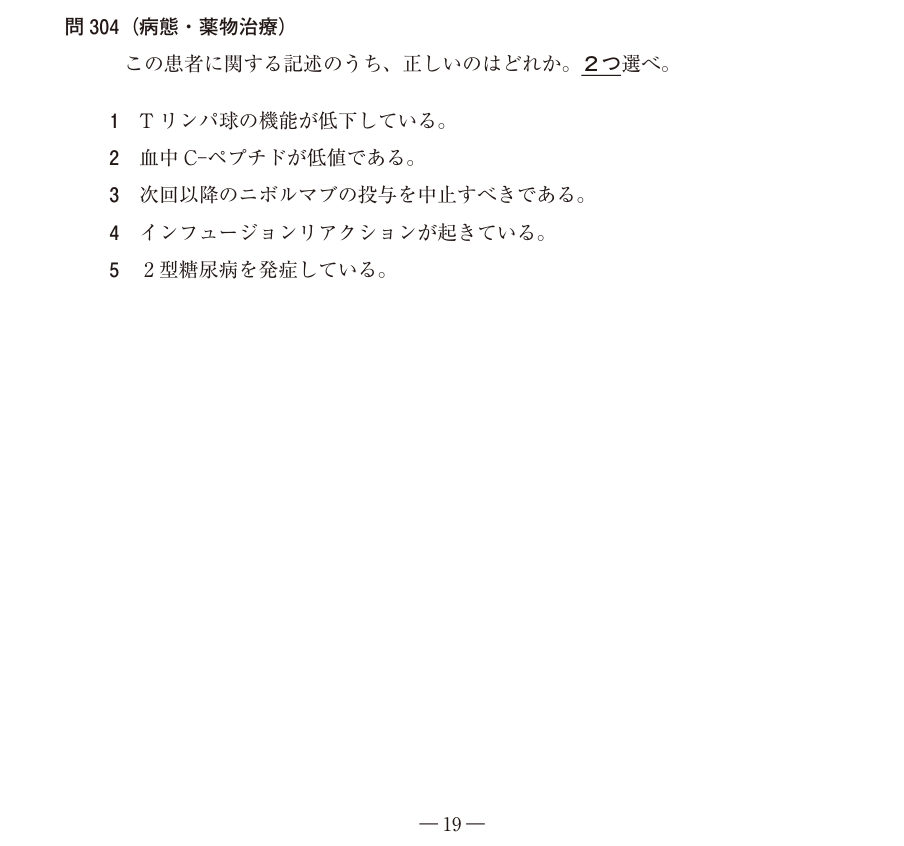 問 304（病態・薬物治療）
この患者に関する記述のうち、正しいのはどれか。２つ選べ。
1　T リンパ球の機能が低下している。
2　血中 C-ペプチドが低値である。
3　次回以降のニボルマブの投与を中止すべきである。
4　インフュージョンリアクションが起きている。
5　２型糖尿病を発症している。
— 19 —